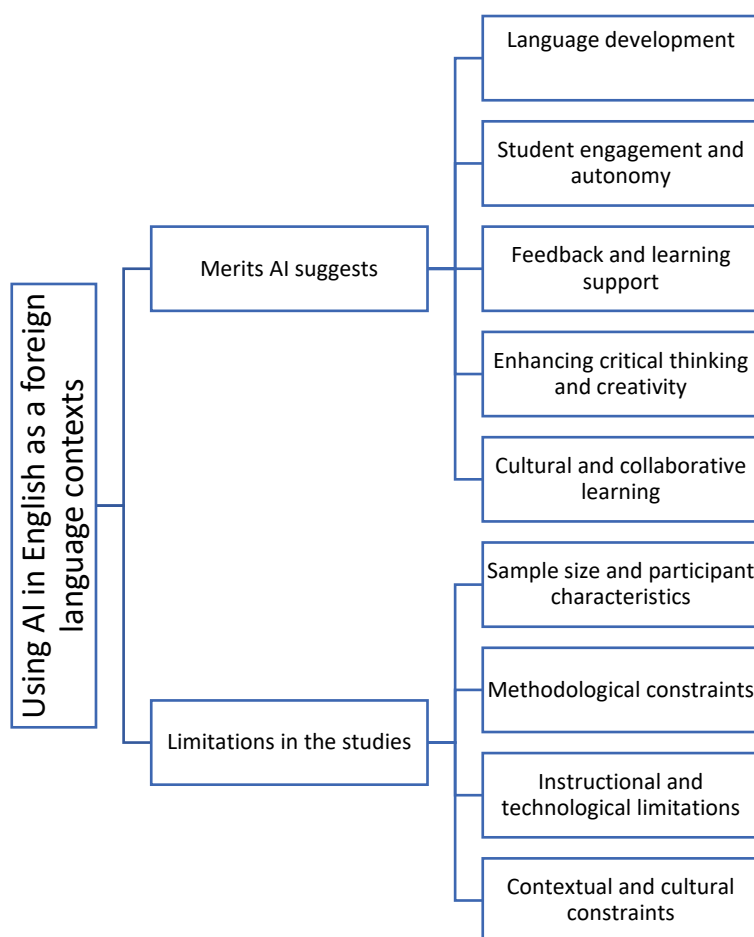 Using AI in English as a foreign
language contexts
Merits AI suggests
Language development
Student engagement and
autonomy
Feedback and learning
support
Enhancing critical thinking
and creativity
Cultural and collaborative
learning
Limitations in the studies
Sample size and participant
characteristics
Methodological constraints
Instructional and
technological limitations
Contextual and cultural
constraints